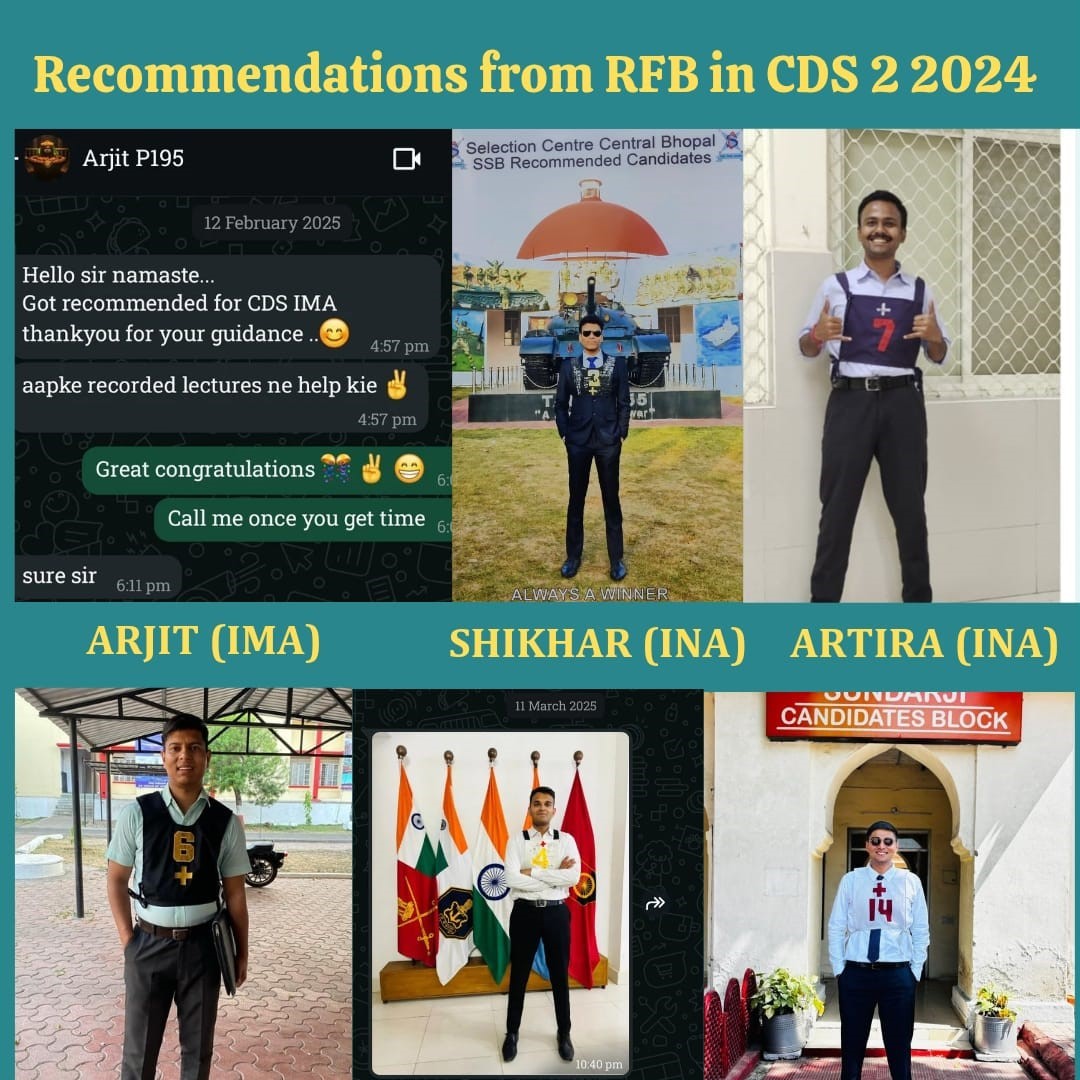 Recommendations from RFB in CDS 2 2024
Arjit P195
12 February 2025
Hello sir namaste...
Got recommended for CDS IMA
thankyou for your guidance ..😊
4:57 pm
aapke recorded lectures ne help kie ✌
4:57 pm
Great congratulations 🎊 ✌ 😁
6:
Call me once you get time
6:
sure sir
6:11 pm
Selection Centre Central Bhopal
SSB Recommended Candidates
3
55
ALWAYS A WINNER
7
ARJIT (IMA)
SHIKHAR (INA)
ARTIRA (INA)
6
11 March 2025
4
10:40 pm
SUNDARJI
CANDIDATES BLOCK
14